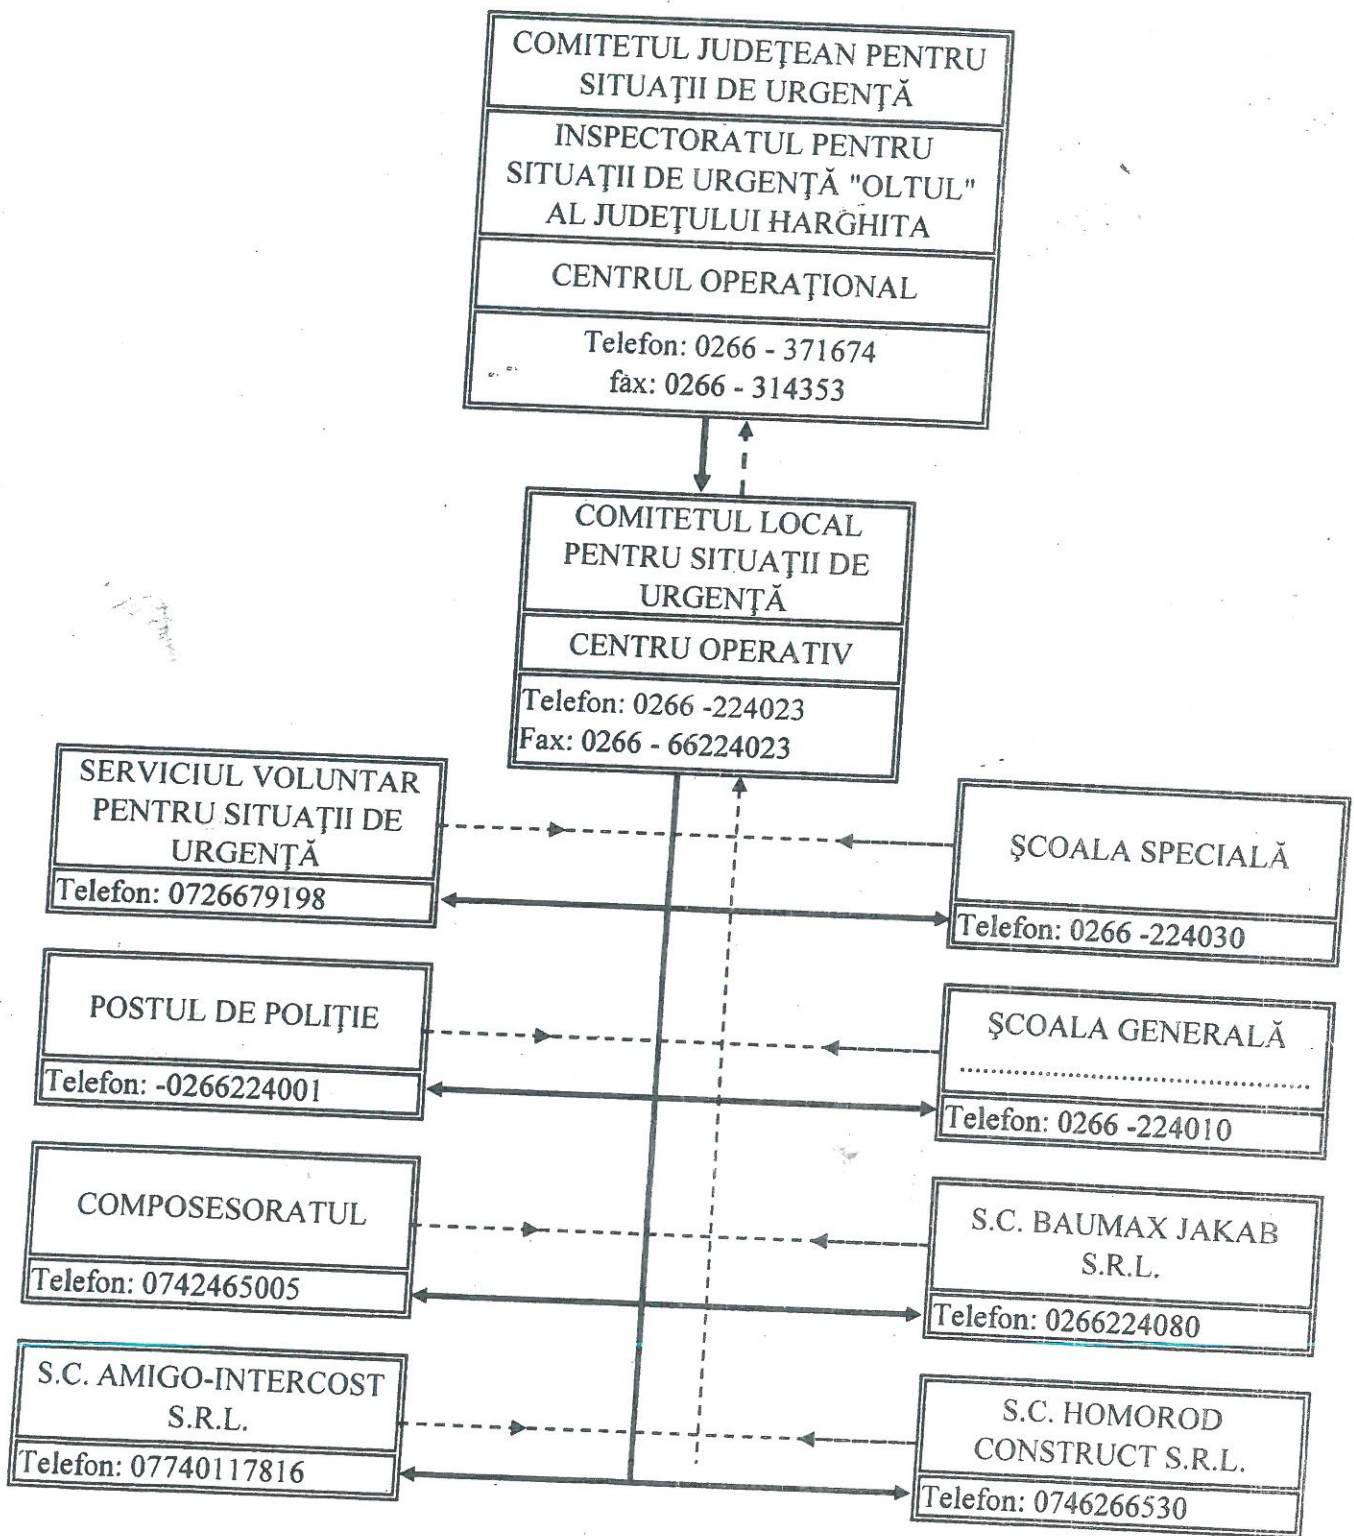 COMITETUL JUDEŢEAN PENTRU
SITUAŢII DE URGENŢĂ
INSPECTORATUL PENTRU
SITUAŢII DE URGENŢĂ "OLTUL"
AL JUDEŢULUI HARGHITA
CENTRUL OPERAŢIONAL
Telefon: 0266 - 371674
fax: 0266 - 314353
COMITETUL LOCAL
PENTRU SITUAŢII DE
URGENŢĂ
CENTRU OPERATIV
Telefon: 0266 -224023
Fax: 0266 - 66224023
SERVICIUL VOLUNTAR
PENTRU SITUAŢII DE
URGENŢĂ
Telefon: 0726679198
ŞCOALA SPECIALĂ
Telefon: 0266 -224030
POSTUL DE POLIŢIE
Telefon: -0266224001
ŞCOALA GENERALĂ
..................................................
Telefon: 0266 -224010
COMPOSESORATUL
Telefon: 0742465005
S.C. BAUMAX JAKAB
S.R.L.
Telefon: 0266224080
S.C. AMIGO-INTERCOST
S.R.L.
Telefon: 07740117816
S.C. HOMOROD
CONSTRUCT S.R.L.
Telefon: 0746266530